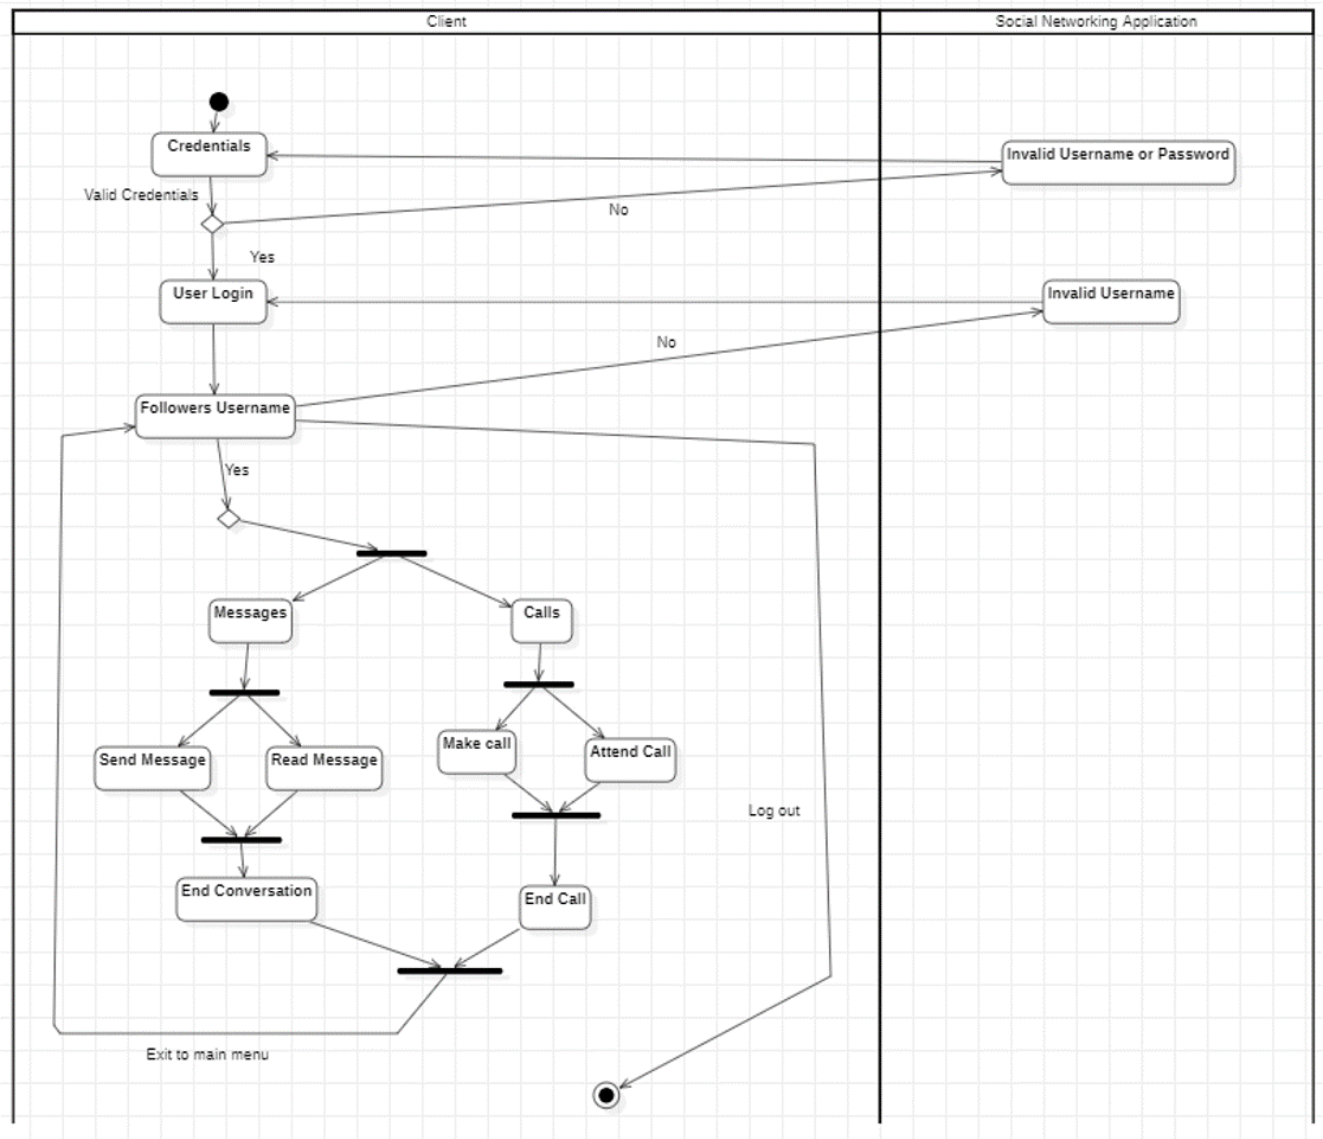 Client
Social Networking Application
Credentials
Invalid Username or Password
Valid Credentials
No
Yes
User Login
Invalid Username
No
Followers Username
Yes
Messages
Calls
Send Message
Read Message
Make call
Attend Call
Log out
End Conversation
End Call
Exit to main menu